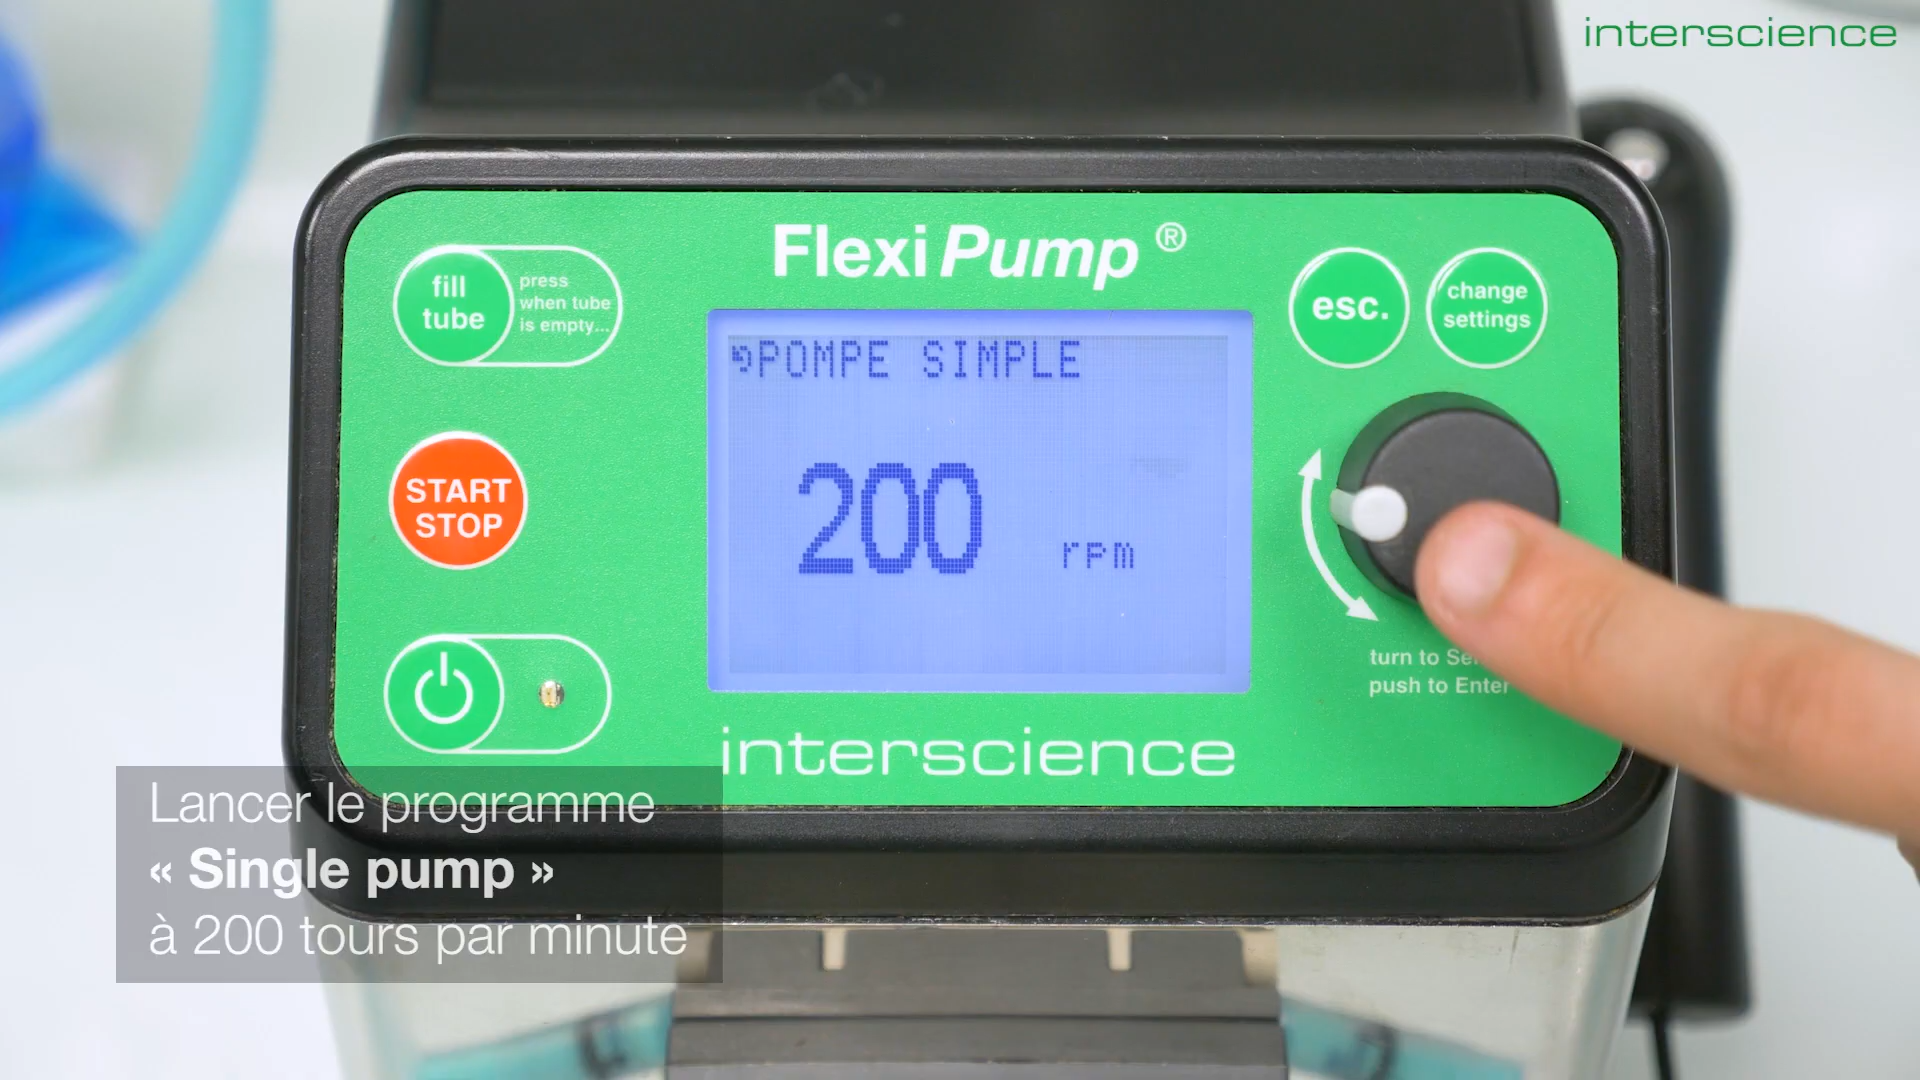 interscience
Flexi Pump ®
fill
tube
press
when tube
is empty...
esc.
change
settings
POMPE SIMPLE
200 rpm
START
STOP
turn to
push to Enter
interscience
Lancer le programme
« Single pump »
à 200 tours par minute